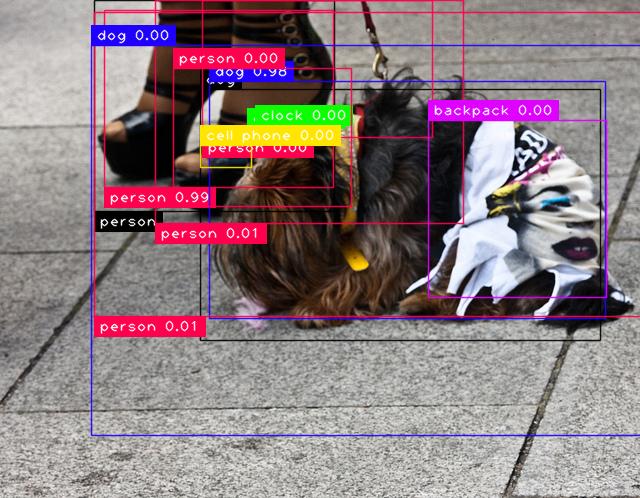 dog 0.00
person 0.00
dog 0.98
dog
clock 0.00
cell phone 0.00
person 0.00
backpack 0.00
person 0.99
person
person 0.01
person 0.01